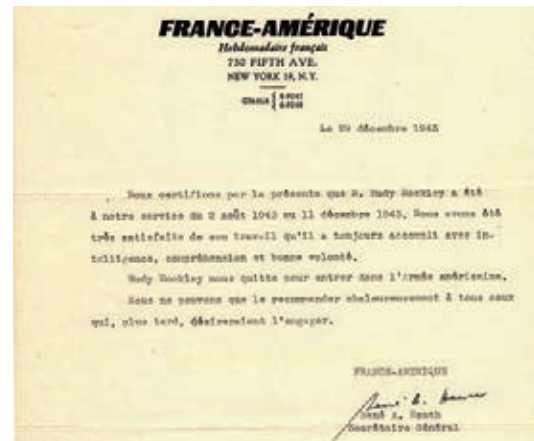 FRANCE-AMÉRIQUE
Hebdomadaire français
730 FIFTH AVE.
NEW YORK 19, N.Y.
Circle
Le décembre 1943
Nous certifions par la présente que M. Rudy a été
à notre service du 2 août 1943 au 11 décembre 1943. Nous avons été
très satisfaits de son travail qu'il a toujours accompli avec in-
telligence, compréhension et bonne volonté.
Rudy nous quitte pour entrer dans l'Armée américaine.
Nous ne pouvons que le recommander chaleureusement à tous ceux
qui, plus tard, désireraient l'engager.
FRANCE-AMÉRIQUE
René A.
Secrétaire Général